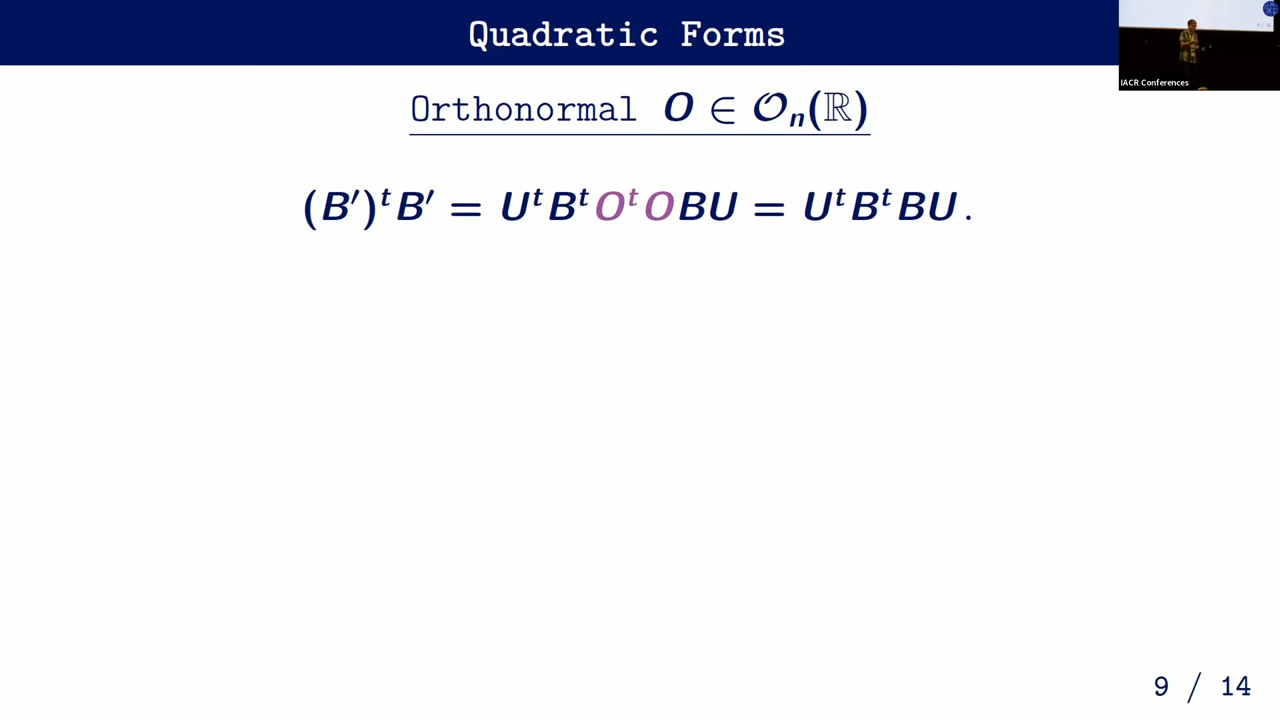 Quadratic Forms
IACR Conferences
Orthonormal O ∈ 𝒪ₙ(ℝ)
(B′)ᵗB′ = UᵗBᵗOᵗOBU = UᵗBᵗBU.
9 / 14